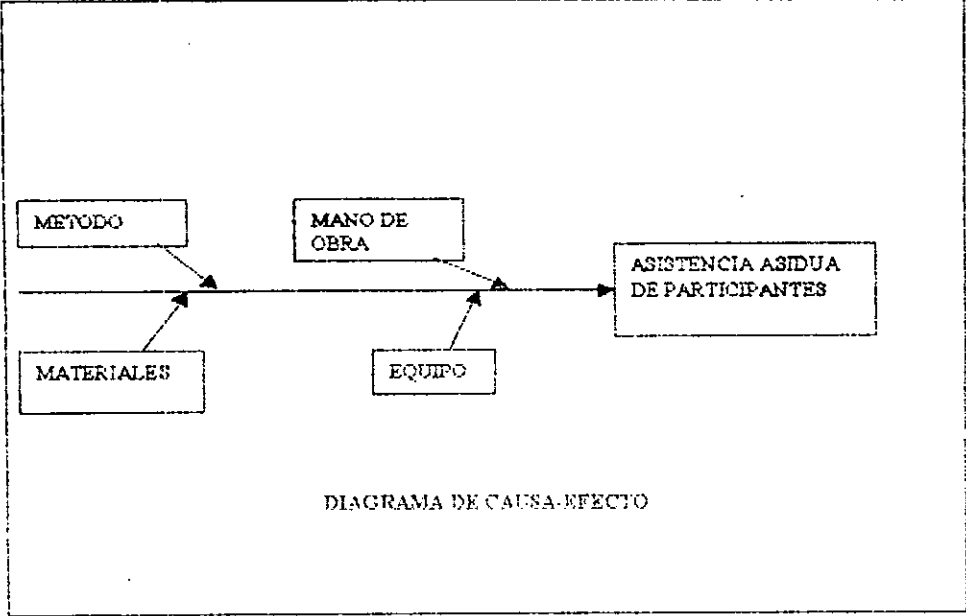 METODO
MANO DE
OBRA
ASISTENCIA ASIDUA
DE PARTICIPANTES
MATERIALES
EQUIPO
DIAGRAMA DE CAUSA-EFECTO